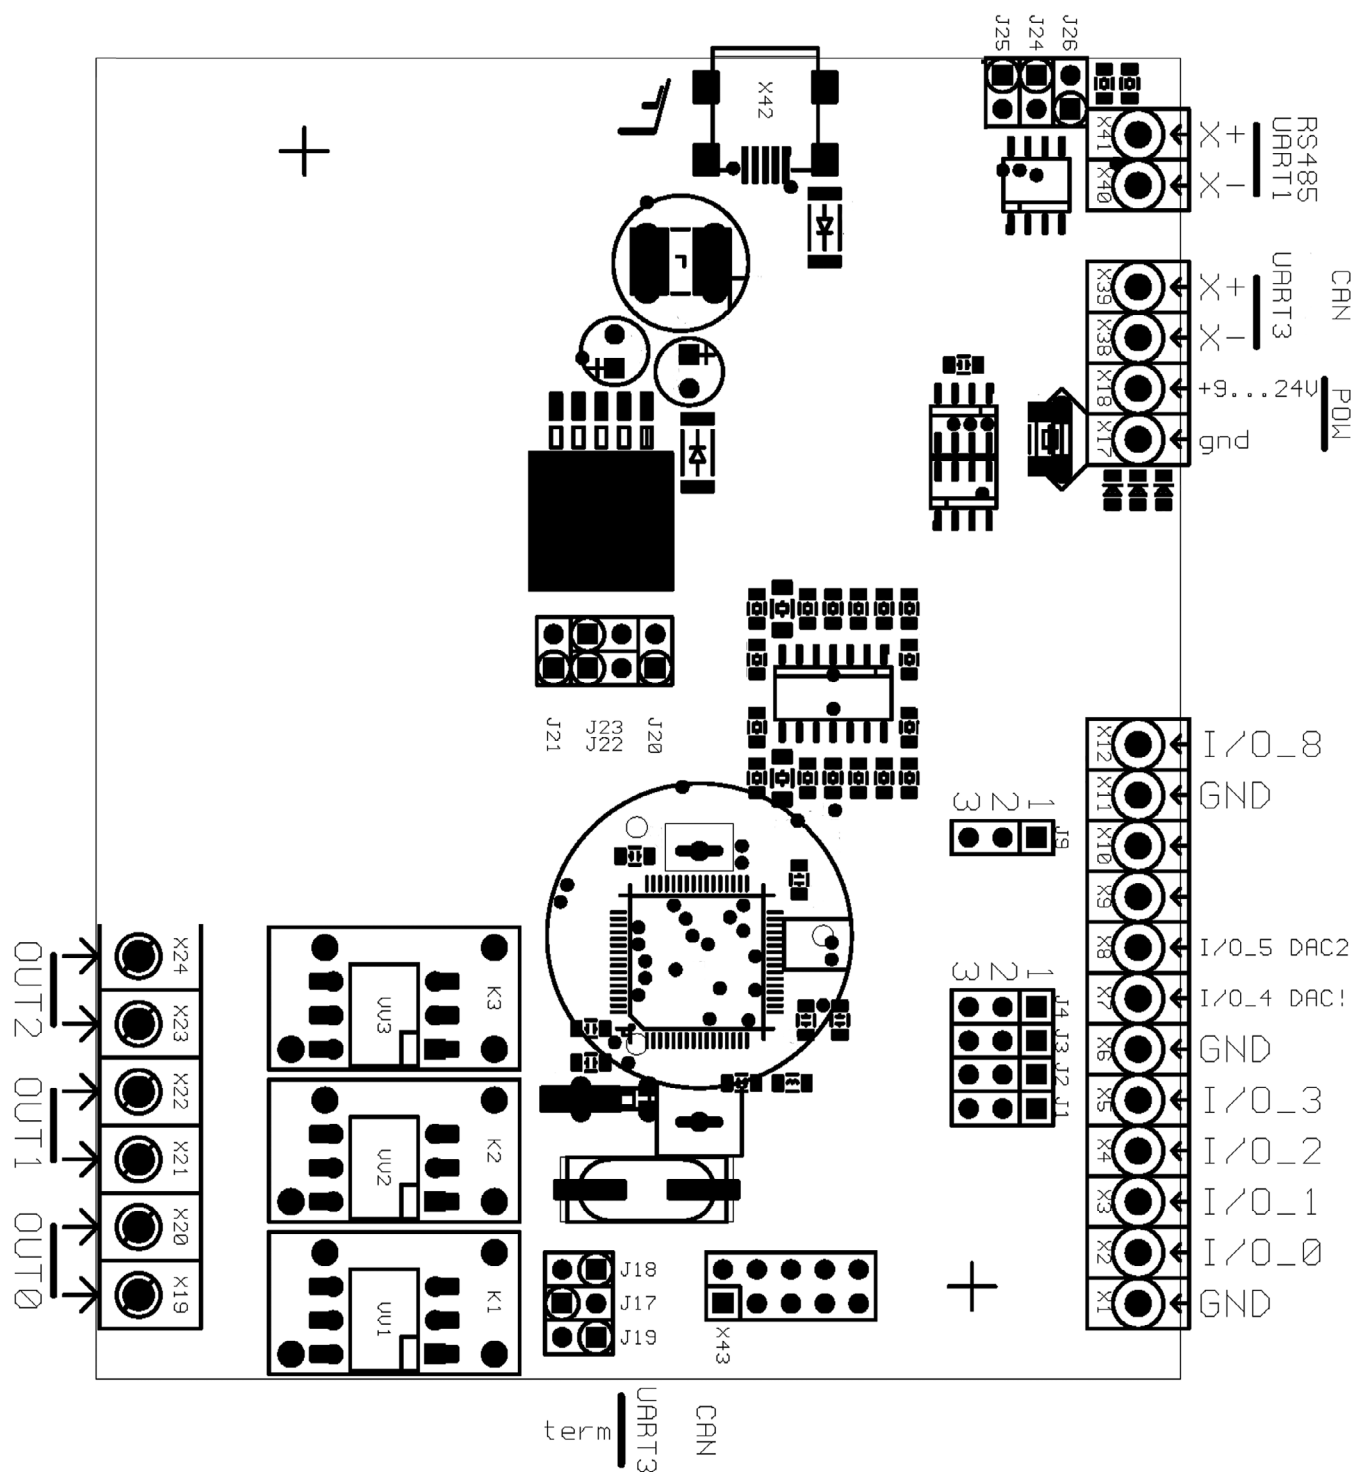 J25
J24
J26
X42
X41
X+
X40
X-
UART1
RS485
X39
X+
X38
X-
UART3
CAN
X18
+9...24V
X17
gnd
POW
J21
J23
J22
J20
X12
I/O_8
X11
GND
3 2 1
J9
X10
X9
X8
I/O_5 DAC2
X7
I/O_4 DAC!
3 2 1
J4
J3
J2
J1
X6
GND
X5
I/O_3
X4
I/O_2
X3
I/O_1
X2
I/O_0
X1
GND
OUT2
X24
X23
OUT1
X22
X21
OUT0
X20
X19
VV3
K3
VV2
K2
VV1
K1
J18
J17
J19
X43
term
UART3
CAN